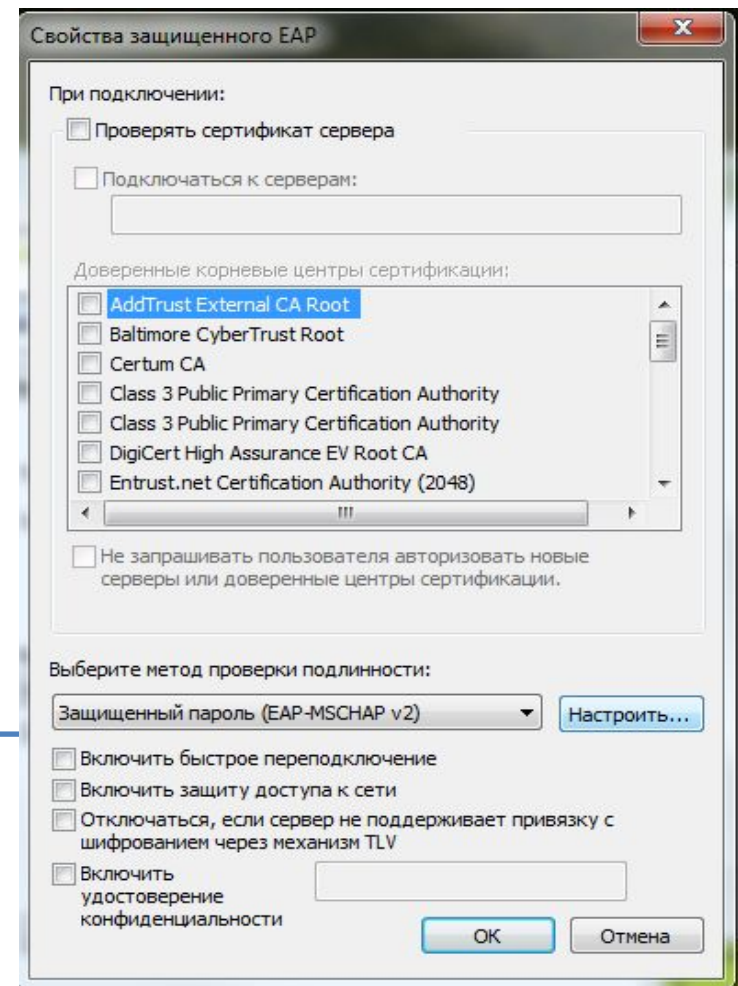 Свойства защищенного EAP
При подключении:
Проверять сертификат сервера
Подключаться к серверам:
Доверенные корневые центры сертификации:
AddTrust External CA Root
Baltimore CyberTrust Root
Certum CA
Class 3 Public Primary Certification Authority
Class 3 Public Primary Certification Authority
DigiCert High Assurance EV Root CA
Entrust.net Certification Authority (2048)
Не запрашивать пользователя авторизовать новые
серверы или доверенные центры сертификации.
Выберите метод проверки подлинности:
Защищенный пароль (EAP-MSCHAP v2)
Настроить...
Включить быстрое переподключение
Включить защиту доступа к сети
Отключаться, если сервер не поддерживает привязку с
шифрованием через механизм TLV
Включить
удостоверение
конфиденциальности
OK
Отмена